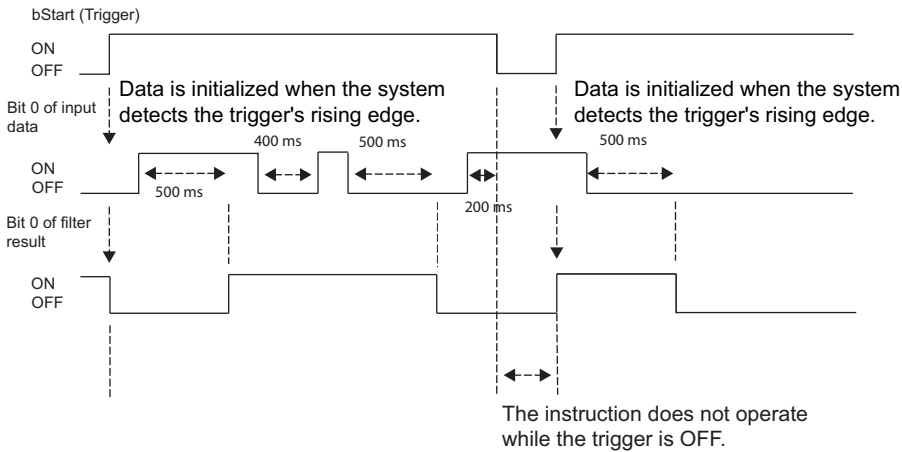 bStart (Trigger)
ON
OFF
Data is initialized when the system
detects the trigger's rising edge.
Data is initialized when the system
detects the trigger's rising edge.
Bit 0 of input
data
400 ms
500 ms
500 ms
ON
OFF
500 ms
200 ms
Bit 0 of filter
result
ON
OFF
The instruction does not operate
while the trigger is OFF.